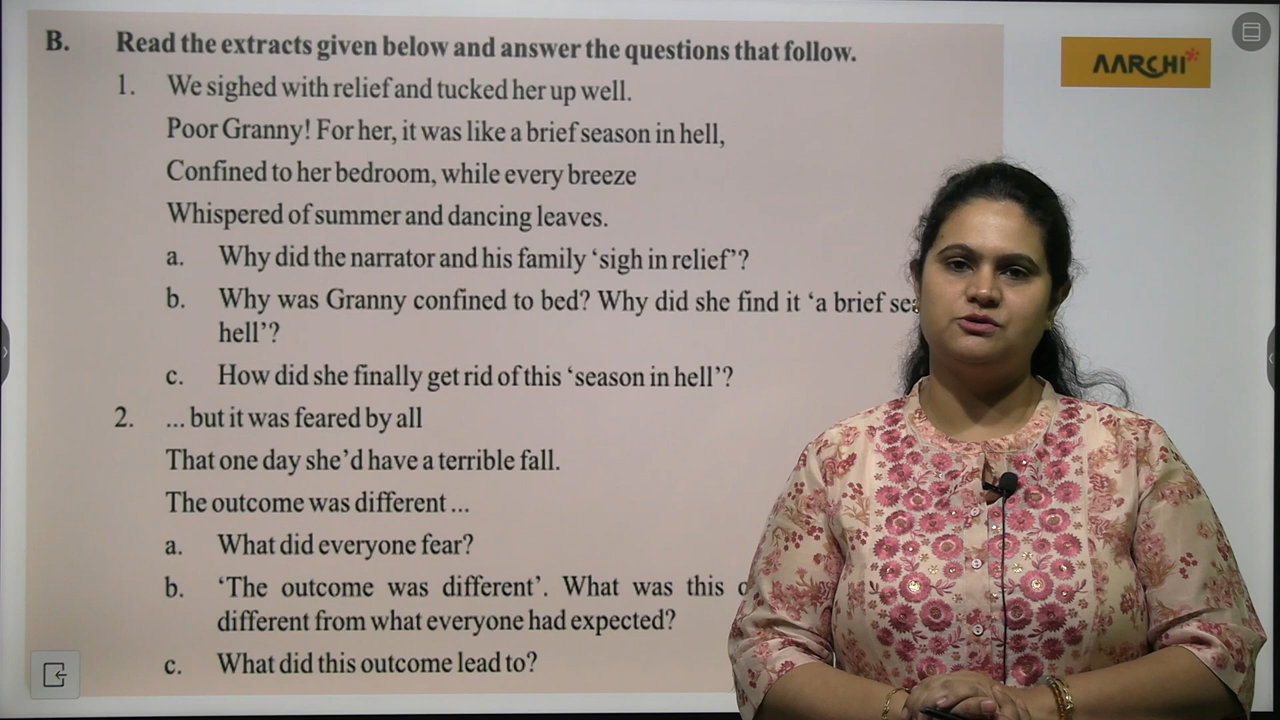 B. Read the extracts given below and answer the questions that follow.
AARCHI*
1. We sighed with relief and tucked her up well.
Poor Granny! For her, it was like a brief season in hell,
Confined to her bedroom, while every breeze
Whispered of summer and dancing leaves.
a. Why did the narrator and his family ‘sigh in relief’?
b. Why was Granny confined to bed? Why did she find it ‘a brief
hell’?
c. How did she finally get rid of this ‘season in hell’?
2. ... but it was feared by all
That one day she’d have a terrible fall.
The outcome was different ...
a. What did everyone fear?
b. ‘The outcome was different’. What was this
different from what everyone had expected?
c. What did this outcome lead to?